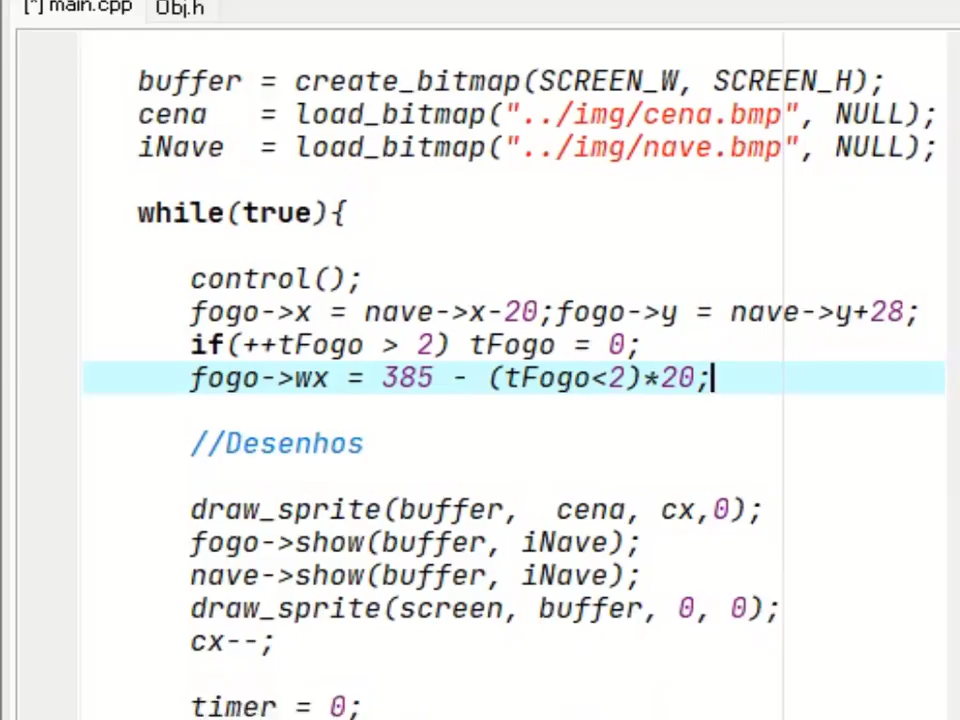 [*] main.cpp Obj.h
buffer = create_bitmap(SCREEN_W, SCREEN_H);
cena = load_bitmap("../img/cena.bmp", NULL);
iNave = load_bitmap("../img/nave.bmp", NULL);
while(true){
control();
fogo->x = nave->x-20;fogo->y = nave->y+28;
if(++tFogo > 2) tFogo = 0;
fogo->wx = 385 - (tFogo<2)*20;
//Desenhos
draw_sprite(buffer, cena, cx,0);
fogo->show(buffer, iNave);
nave->show(buffer, iNave);
draw_sprite(screen, buffer, 0, 0);
cx--;
timer = 0;